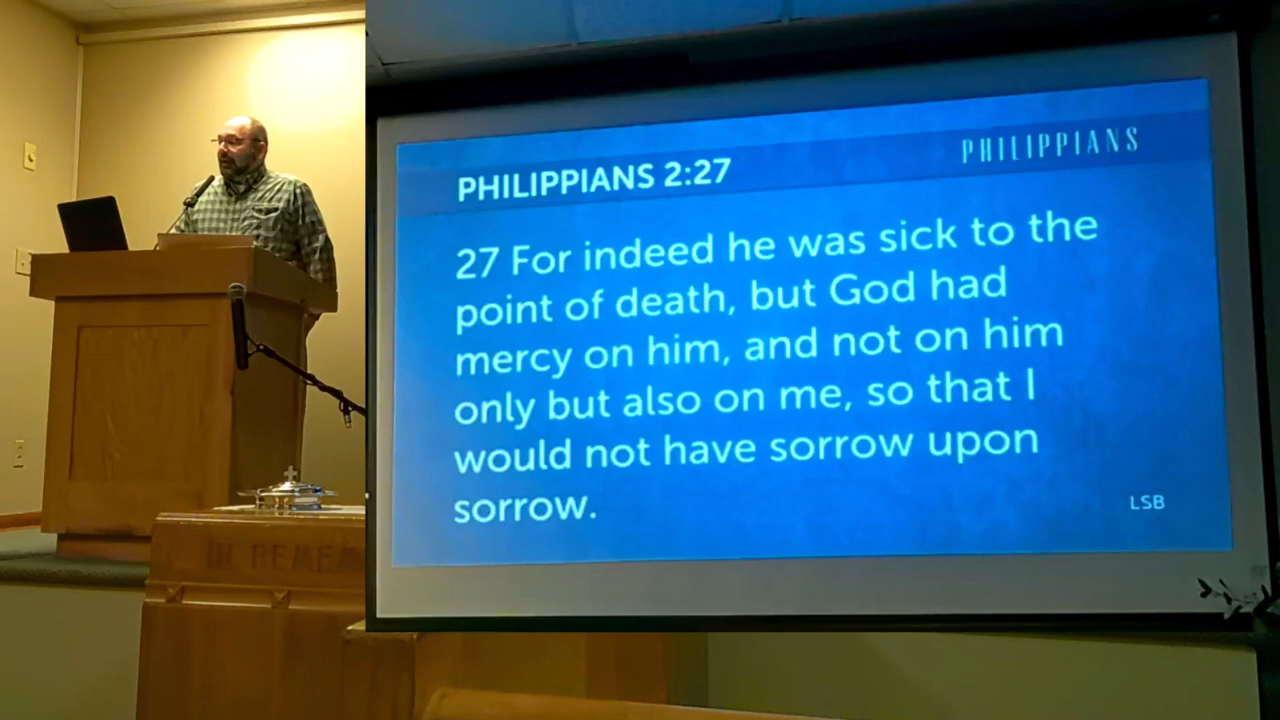 PHILIPPIANS
PHILIPPIANS 2:27
27 For indeed he was sick to the
point of death, but God had
mercy on him, and not on him
only but also on me, so that I
would not have sorrow upon
sorrow.
LSB
IN REMEM